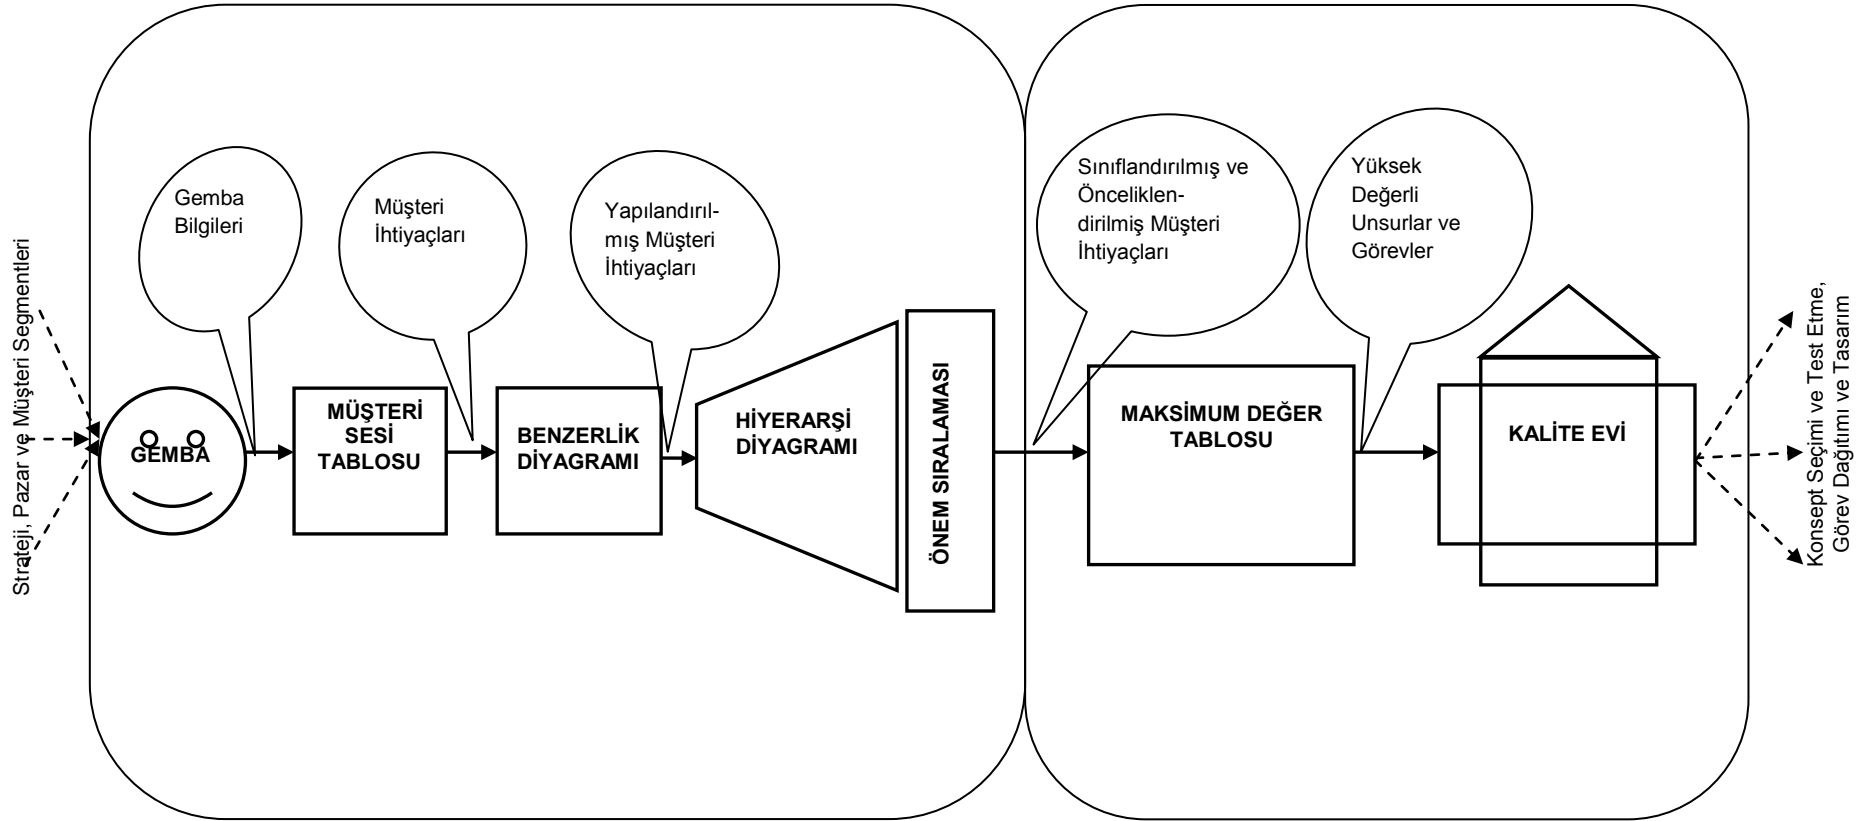 Strateji, Pazar ve Müşteri Segmentleri
Gemba
Bilgileri
Müşteri
İhtiyaçları
Yapılandırıl-
mış Müşteri
İhtiyaçları
Sınıflandırılmış ve
Önceliklen-
dirilmiş Müşteri
İhtiyaçları
Yüksek
Değerli
Unsurlar ve
Görevler
GEMBA
MÜŞTERİ
SESİ
TABLOSU
BENZERLİK
DİYAGRAMI
HİYERARŞİ
DİYAGRAMI
ÖNEM SIRALAMASI
MAKSİMUM DEĞER
TABLOSU
KALİTE EVİ
Konsept Seçimi ve Test Etme,
Görev Dağıtımı ve Tasarım